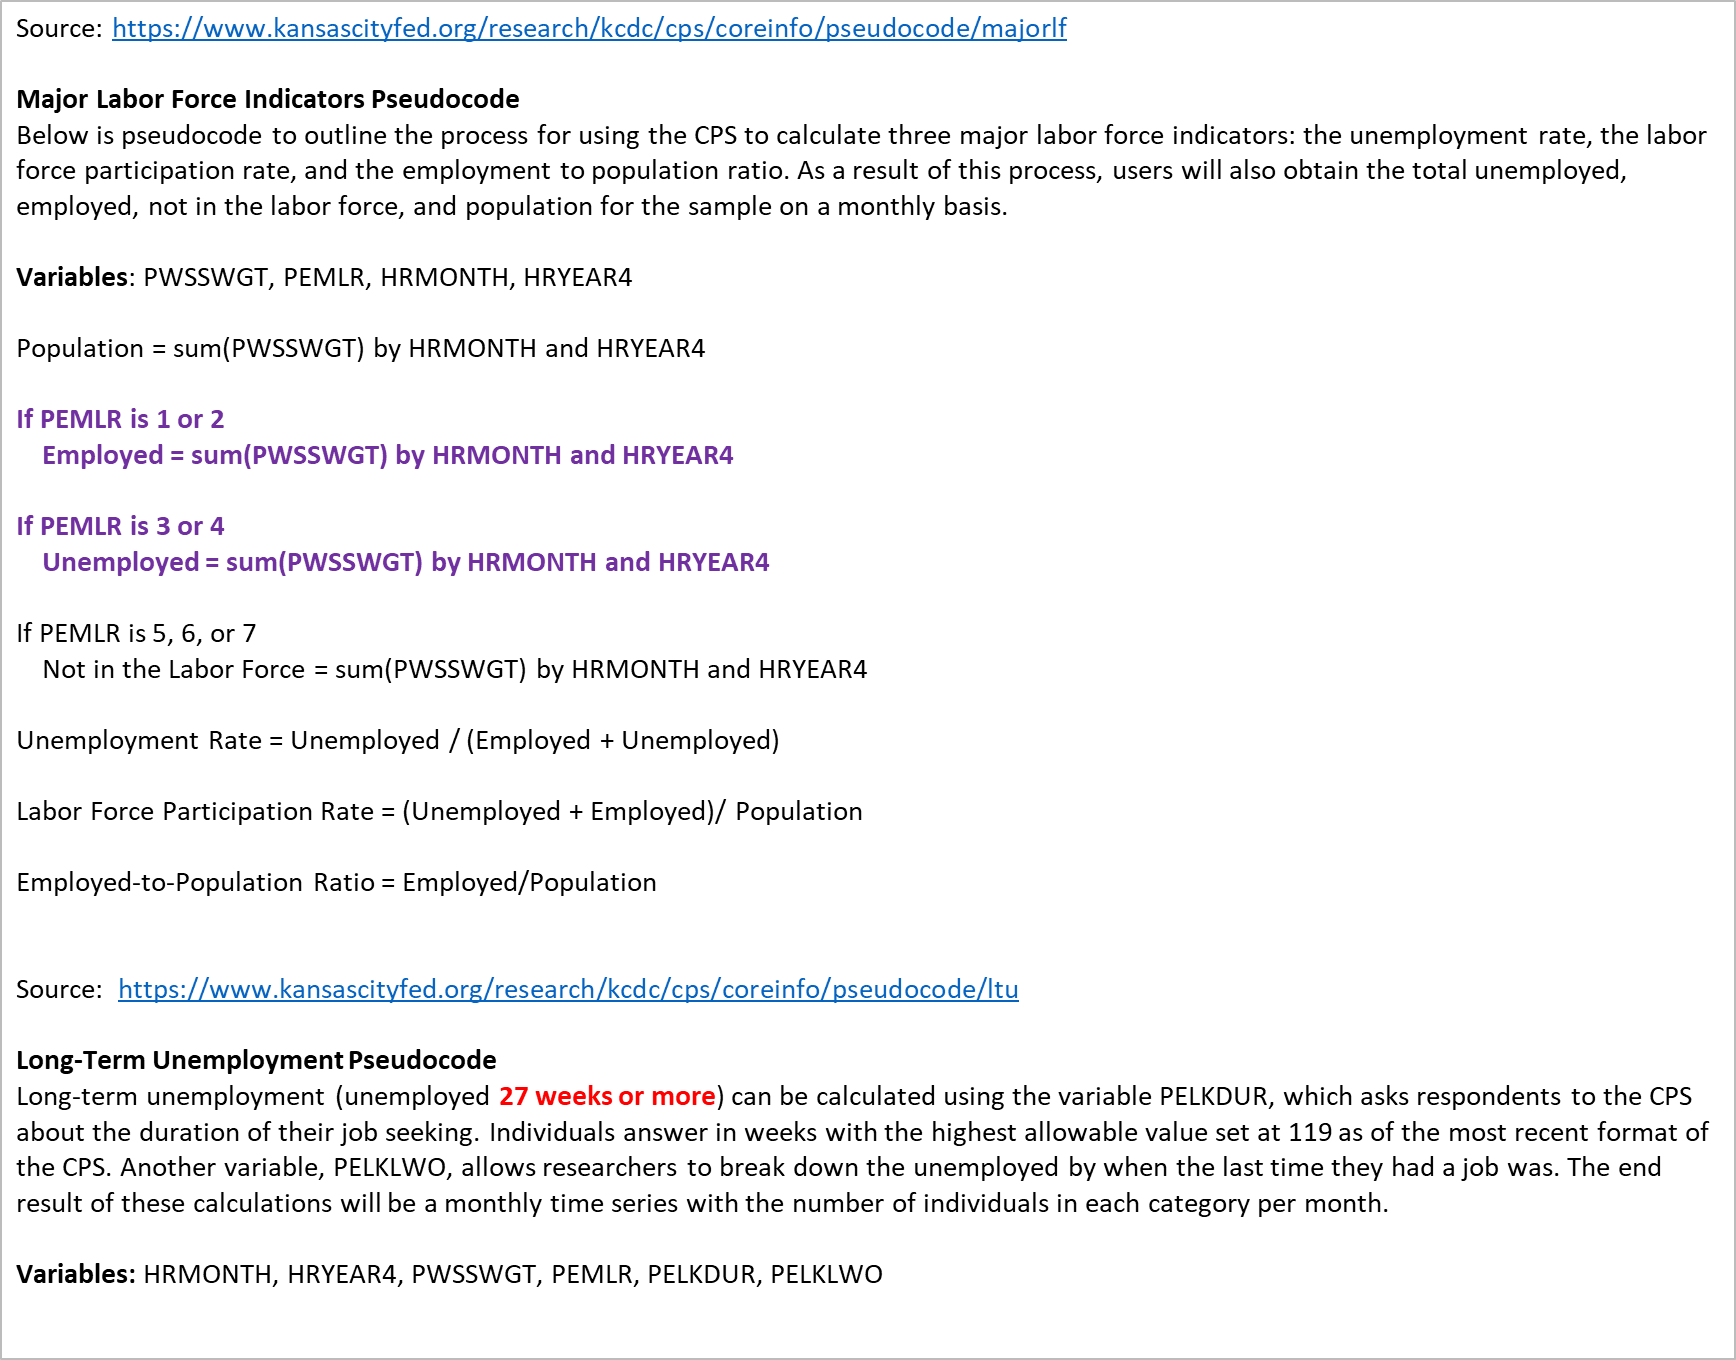 Source: https://www.kansascityfed.org/research/kcdc/cps/coreinfo/pseudocode/majorlf
Major Labor Force Indicators Pseudocode
Below is pseudocode to outline the process for using the CPS to calculate three major labor force indicators: the unemployment rate, the labor
force participation rate, and the employment to population ratio. As a result of this process, users will also obtain the total unemployed,
employed, not in the labor force, and population for the sample on a monthly basis.
Variables: PWSSWGT, PEMLR, HRMONTH, HRYEAR4
Population = sum(PWSSWGT) by HRMONTH and HRYEAR4
If PEMLR is 1 or 2
Employed = sum(PWSSWGT) by HRMONTH and HRYEAR4
If PEMLR is 3 or 4
Unemployed = sum(PWSSWGT) by HRMONTH and HRYEAR4
If PEMLR is 5, 6, or 7
Not in the Labor Force = sum(PWSSWGT) by HRMONTH and HRYEAR4
Unemployment Rate = Unemployed / (Employed + Unemployed)
Labor Force Participation Rate = (Unemployed + Employed)/ Population
Employed-to-Population Ratio = Employed/Population
Source: https://www.kansascityfed.org/research/kcdc/cps/coreinfo/pseudocode/ltu
Long-Term Unemployment Pseudocode
Long-term unemployment (unemployed 27 weeks or more) can be calculated using the variable PELKDUR, which asks respondents to the CPS
about the duration of their job seeking. Individuals answer in weeks with the highest allowable value set at 119 as of the most recent format of
the CPS. Another variable, PELKLWO, allows researchers to break down the unemployed by when the last time they had a job was. The end
result of these calculations will be a monthly time series with the number of individuals in each category per month.
Variables: HRMONTH, HRYEAR4, PWSSWGT, PEMLR, PELKDUR, PELKLWO